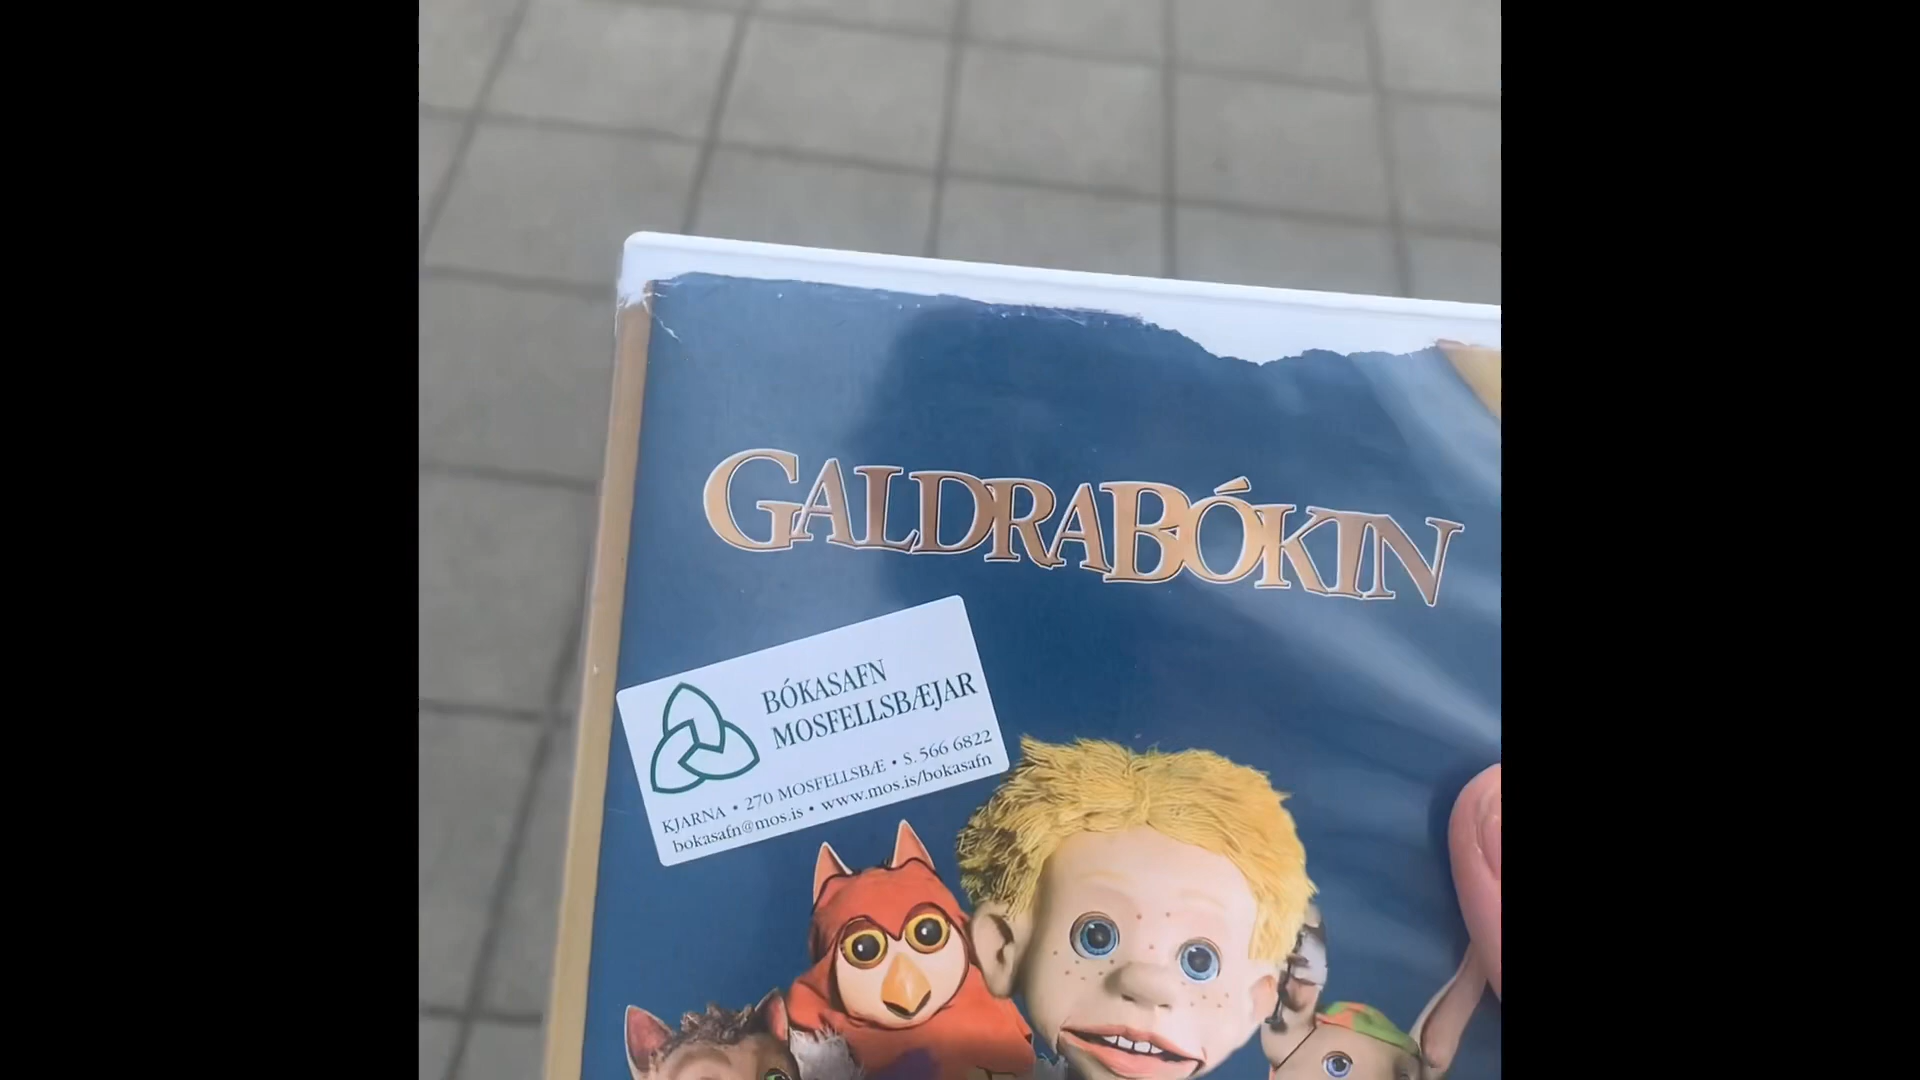 GALDRABÓKIN
BÓKASAFN
MOSFELLSBÆJAR
KJARNA • 270 MOSFELLSBÆ • S. 566 6822
bokasafn@mos.is • www.mos.is/bokasafn